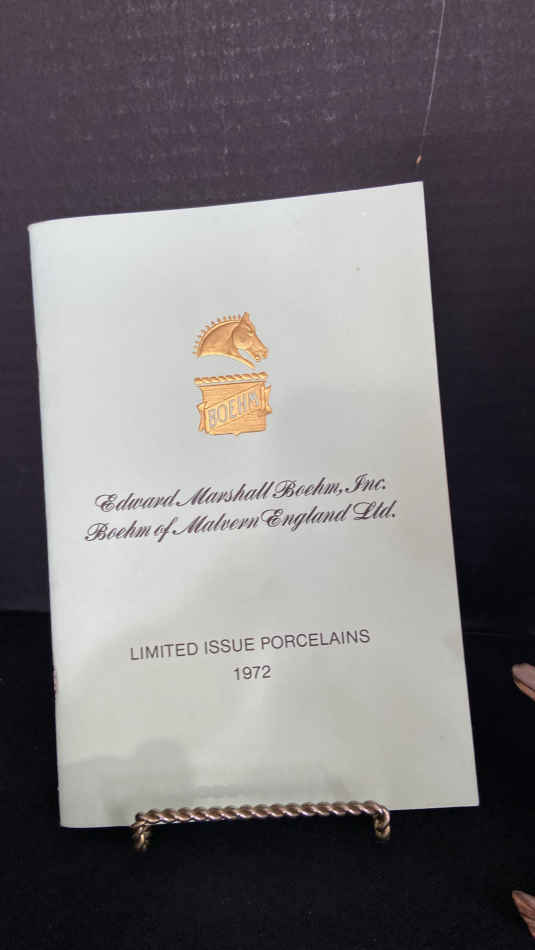 BOEHM
Edward Marshall Boehm, Inc.
Boehm of Malvern England Ltd.
LIMITED ISSUE PORCELAINS
1972